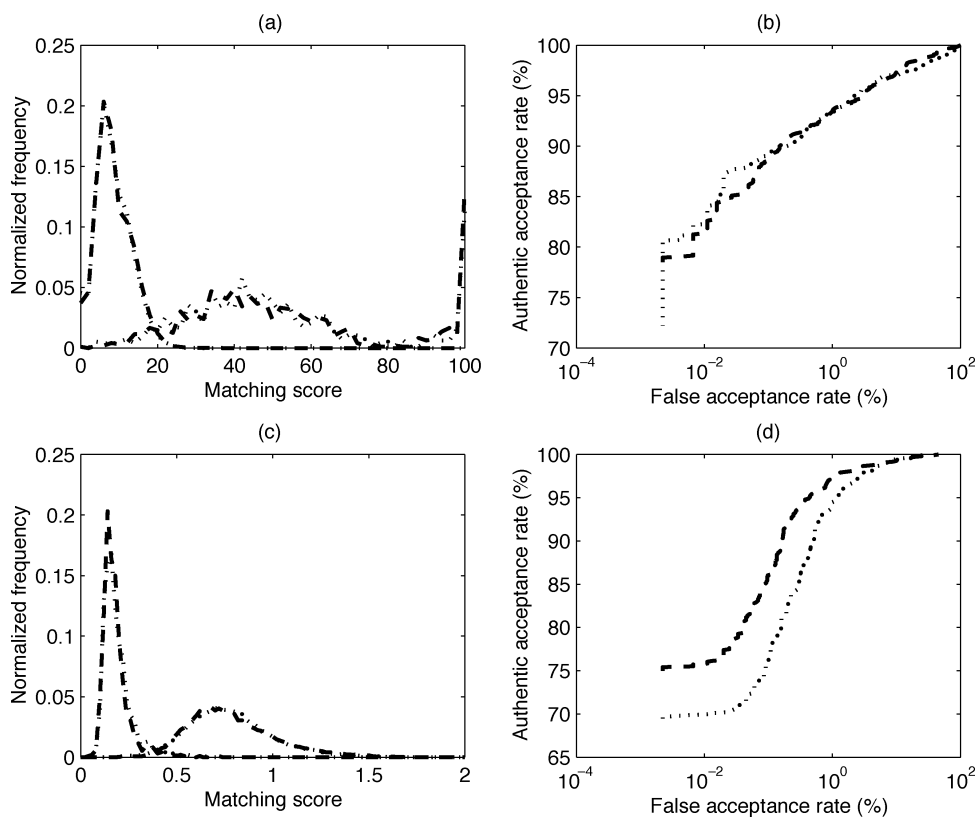 (a)
0.25
0.2
0.15
0.1
0.05
0
0 20 40 60 80 100
Normalized frequency
Matching score
(b)
100
95
90
85
80
75
70
10^−4 10^−2 10^0 10^2
Authentic acceptance rate (%)
False acceptance rate (%)
(c)
0.25
0.2
0.15
0.1
0.05
0
0 0.5 1 1.5 2
Normalized frequency
Matching score
(d)
100
95
90
85
80
75
70
65
10^−4 10^−2 10^0 10^2
Authentic acceptance rate (%)
False acceptance rate (%)